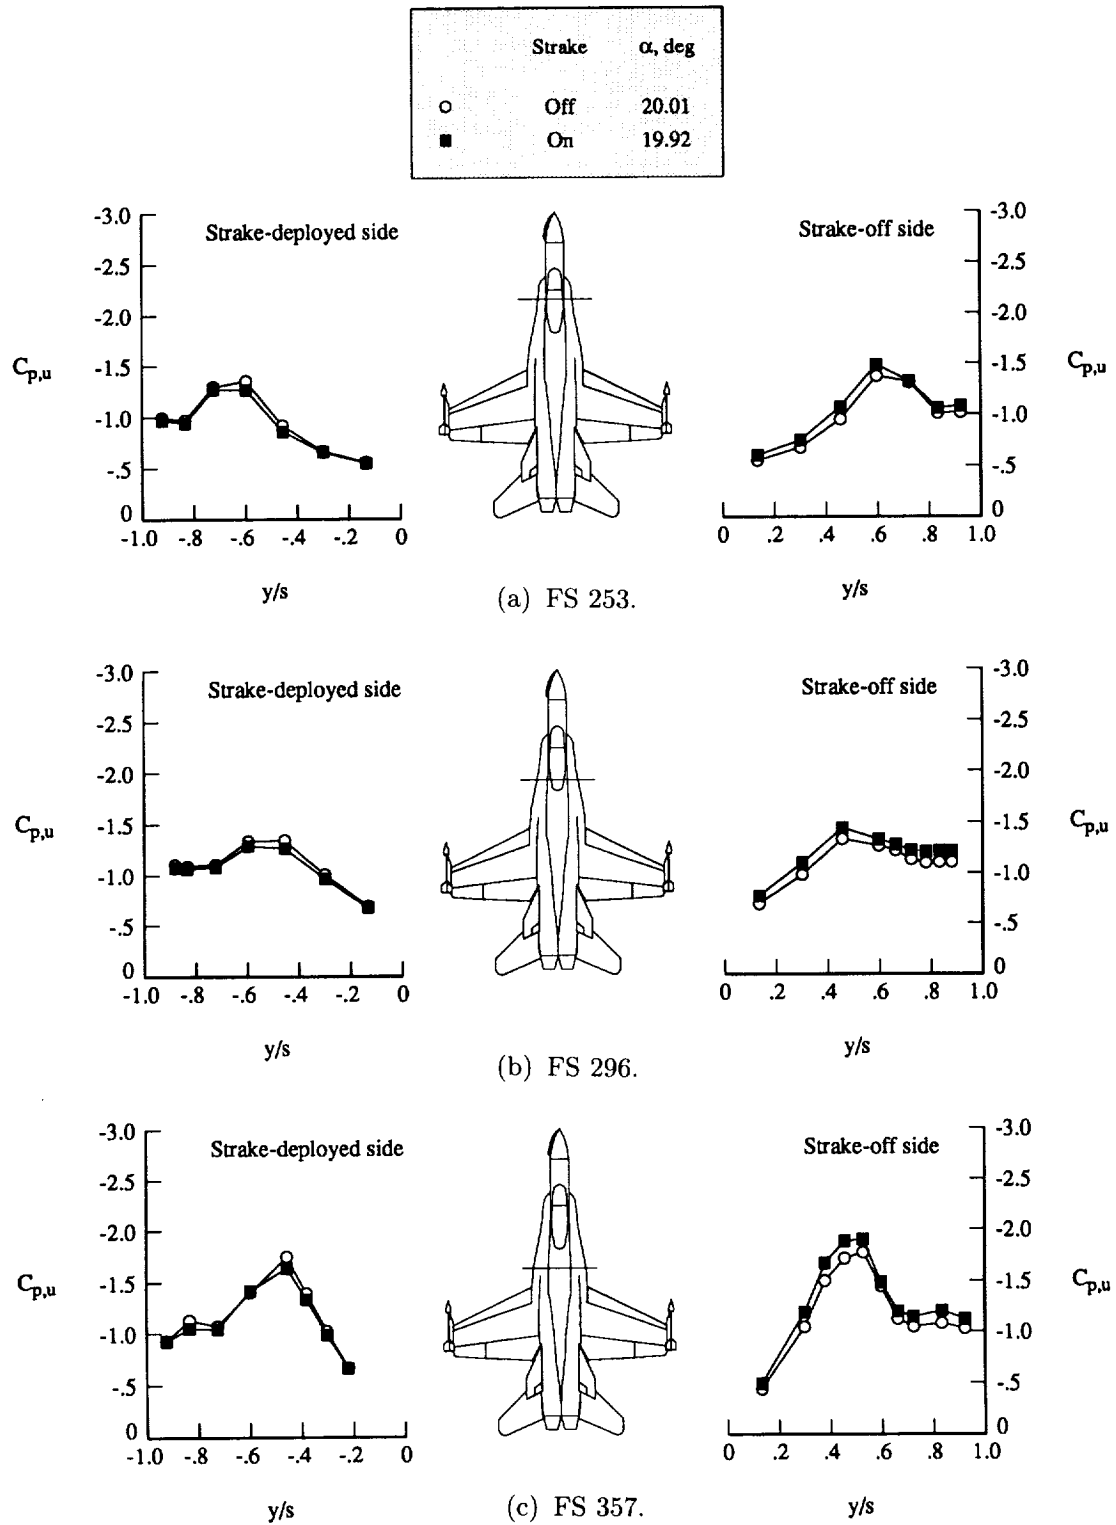 Strake α, deg
Off 20.01
On 19.92
-3.0
-2.5
-2.0
-1.5
-1.0
-.5
0
C_p,u
Strake-deployed side
-1.0 -.8 -.6 -.4 -.2 0
y/s
Strake-off side
-3.0
-2.5
-2.0
-1.5
-1.0
-.5
0
C_p,u
0 .2 .4 .6 .8 1.0
y/s
(a) FS 253.
-3.0
-2.5
-2.0
-1.5
-1.0
-.5
0
C_p,u
Strake-deployed side
-1.0 -.8 -.6 -.4 -.2 0
y/s
Strake-off side
-3.0
-2.5
-2.0
-1.5
-1.0
-.5
0
C_p,u
0 .2 .4 .6 .8 1.0
y/s
(b) FS 296.
-3.0
-2.5
-2.0
-1.5
-1.0
-.5
0
C_p,u
Strake-deployed side
-1.0 -.8 -.6 -.4 -.2 0
y/s
Strake-off side
-3.0
-2.5
-2.0
-1.5
-1.0
-.5
0
C_p,u
0 .2 .4 .6 .8 1.0
y/s
(c) FS 357.